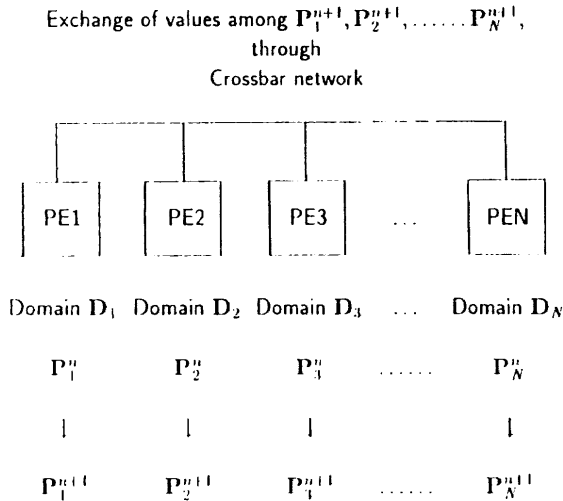 Exchange of values among P₁ⁿ⁺¹, P₂ⁿ⁺¹, ...... P_Nⁿ⁺¹,
through
Crossbar network
PE1 PE2 PE3 ... PEN
Domain D₁ Domain D₂ Domain D₃ ... Domain D_N
P₁ⁿ P₂ⁿ P₃ⁿ ...... P_Nⁿ
↓ ↓ ↓ ↓
P₁ⁿ⁺¹ P₂ⁿ⁺¹ P₃ⁿ⁺¹ ...... P_Nⁿ⁺¹